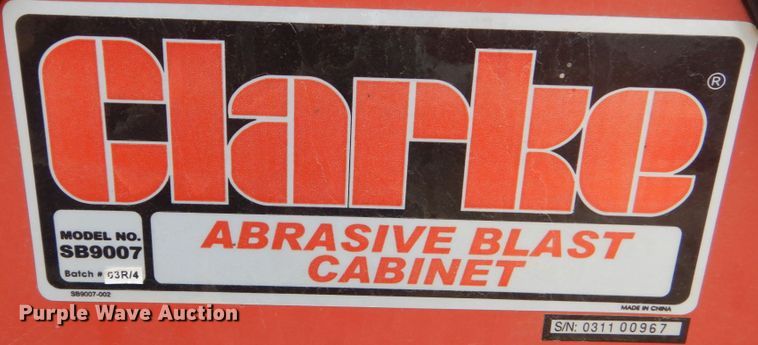 Clarke®
MODEL NO.
SB9007
Batch # 63R/4
ABRASIVE BLAST
CABINET
SB9007-002
MADE IN CHINA
S/N: 0311 00967
Purple Wave Auction